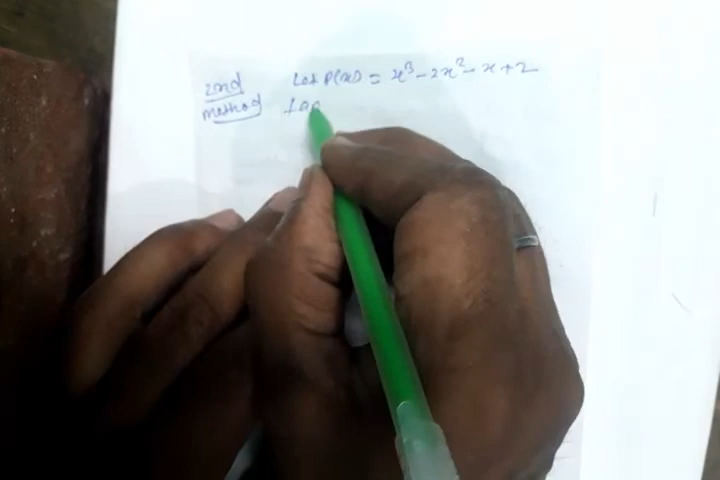 2nd method
Let P(x) = x³ - 2x² - x + 2